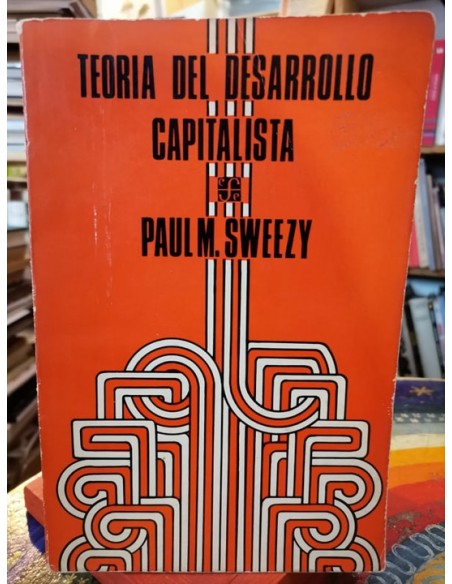 TEORIA DEL DESARROLLO
CAPITALISTA
PAUL M. SWEEZY